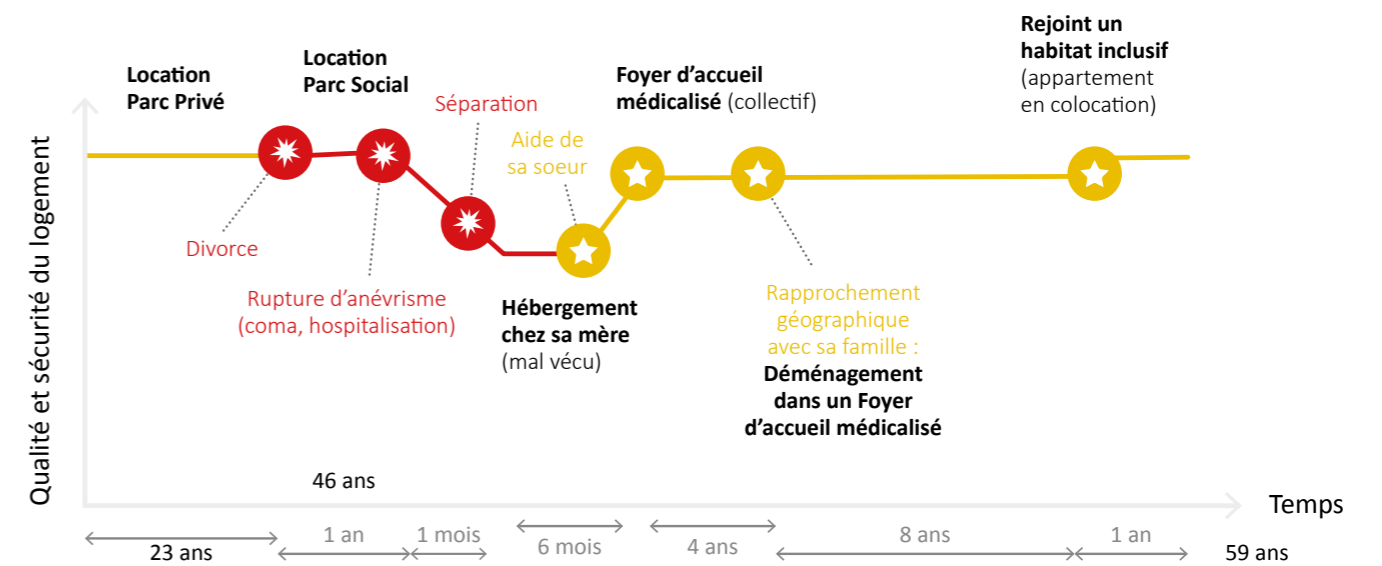 Rejoint un
habitat inclusif
(appartement
en colocation)
Location
Parc Privé
Location
Parc Social
Foyer d’accueil
médicalisé (collectif)
Séparation
Aide de
sa soeur
Divorce
Rupture d’anévrisme
(coma, hospitalisation)
Hébergement
chez sa mère
(mal vécu)
Rapprochement
géographique
avec sa famille :
Déménagement
dans un Foyer
d’accueil médicalisé
Qualité et sécurité du logement
46 ans
Temps
23 ans
1 an
1 mois
6 mois
4 ans
8 ans
1 an
59 ans